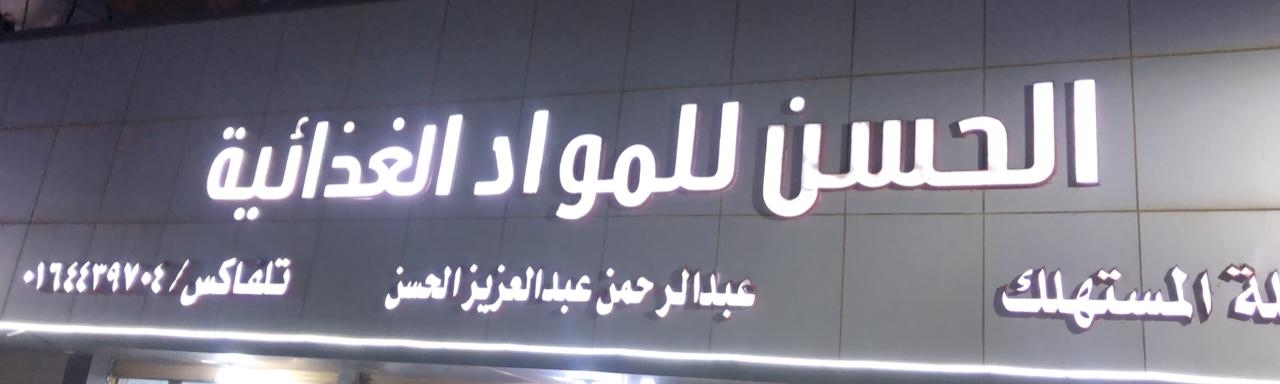 الحسن للمواد الغذائية
المستهلك
عبدالرحمن عبدالعزيز الحسن
تلفاكس/ ٠١٦٤٤٣٩٧٠٤